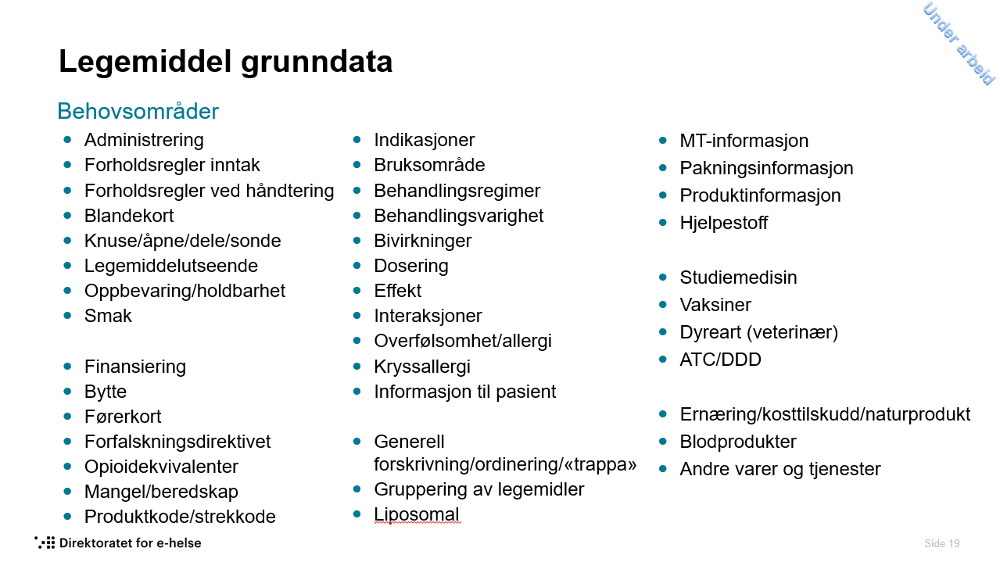 Under arbeid
Legemiddel grunndata
Behovsområder
• Administrering
• Forholdsregler inntak
• Forholdsregler ved håndtering
• Blandekort
• Knuse/åpne/dele/sonde
• Legemiddelutseende
• Oppbevaring/holdbarhet
• Smak
• Finansiering
• Bytte
• Førerkort
• Forfalskningsdirektivet
• Opioidekvivalenter
• Mangel/beredskap
• Produktkode/strekkode
• Indikasjoner
• Bruksområde
• Behandlingsregimer
• Behandlingsvarighet
• Bivirkninger
• Dosering
• Effekt
• Interaksjoner
• Overfølsomhet/allergi
• Kryssallergi
• Informasjon til pasient
• Generell
forskrivning/ordinering/«trappa»
• Gruppering av legemidler
• Liposomal
• MT-informasjon
• Pakningsinformasjon
• Produktinformasjon
• Hjelpestoff
• Studiemedisin
• Vaksiner
• Dyreart (veterinær)
• ATC/DDD
• Ernæring/kosttilskudd/naturprodukt
• Blodprodukter
• Andre varer og tjenester
Direktoratet for e-helse
Side 19